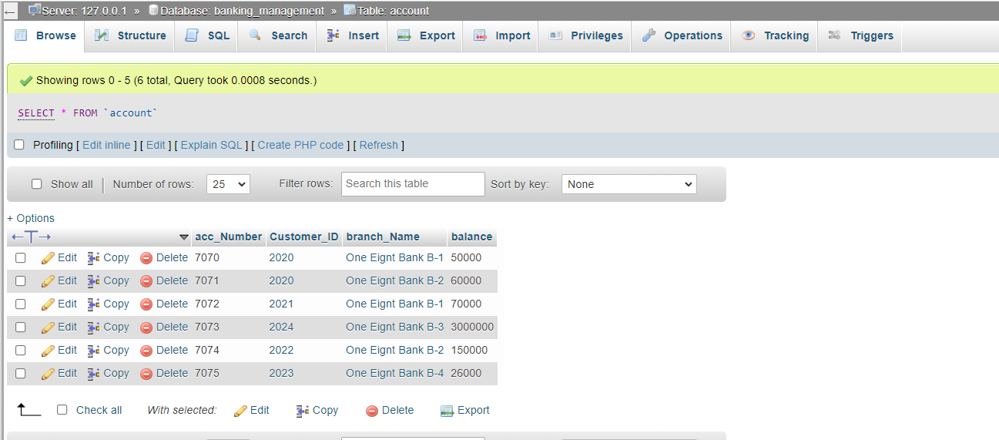 Server: 127.0.0.1 » Database: banking_management » Table: account
Browse Structure SQL Search Insert Export Import Privileges Operations Tracking Triggers
Showing rows 0 - 5 (6 total, Query took 0.0008 seconds.)
SELECT * FROM `account`
Profiling [ Edit inline ] [ Edit ] [ Explain SQL ] [ Create PHP code ] [ Refresh ]
Show all Number of rows: 25 Filter rows: Search this table Sort by key: None
+ Options
←T→ acc_Number Customer_ID branch_Name balance
Edit Copy Delete 7070 2020 One Eignt Bank B-1 50000
Edit Copy Delete 7071 2020 One Eignt Bank B-2 60000
Edit Copy Delete 7072 2021 One Eignt Bank B-1 70000
Edit Copy Delete 7073 2024 One Eignt Bank B-3 3000000
Edit Copy Delete 7074 2022 One Eignt Bank B-2 150000
Edit Copy Delete 7075 2023 One Eignt Bank B-4 26000
Check all With selected: Edit Copy Delete Export